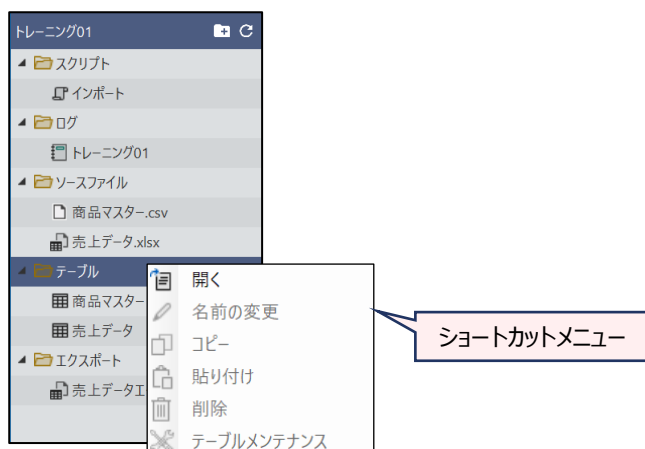 トレーニング01
スクリプト
インポート
ログ
トレーニング01
ソースファイル
商品マスター.csv
売上データ.xlsx
テーブル
商品マスター
売上データ
エクスポート
売上データエ
開く
名前の変更
コピー
貼り付け
削除
テーブルメンテナンス
ショートカットメニュー